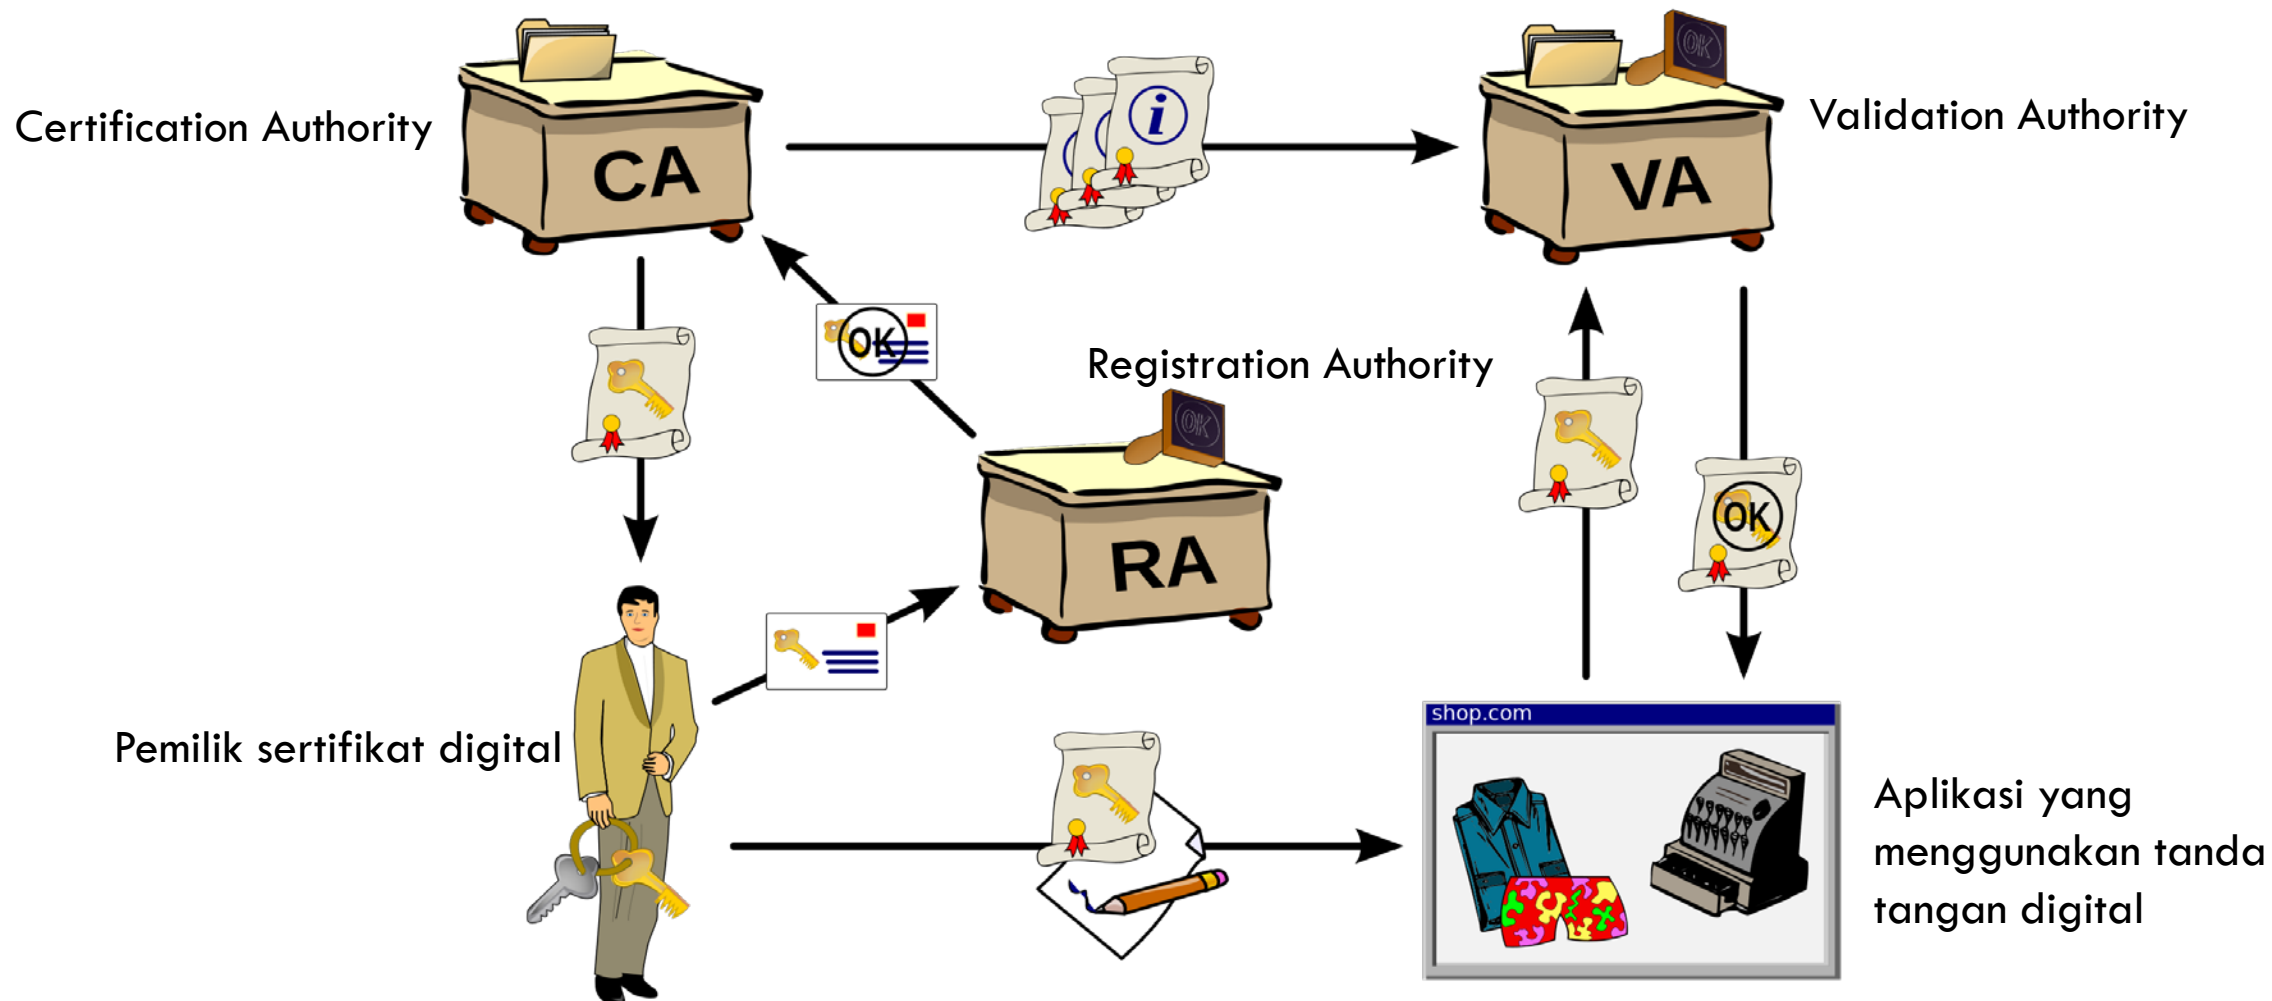 Certification Authority
CA
OK
VA
Validation Authority
OK
Registration Authority
OK
RA
OK
Pemilik sertifikat digital
shop.com
Aplikasi yang
menggunakan tanda
tangan digital
i